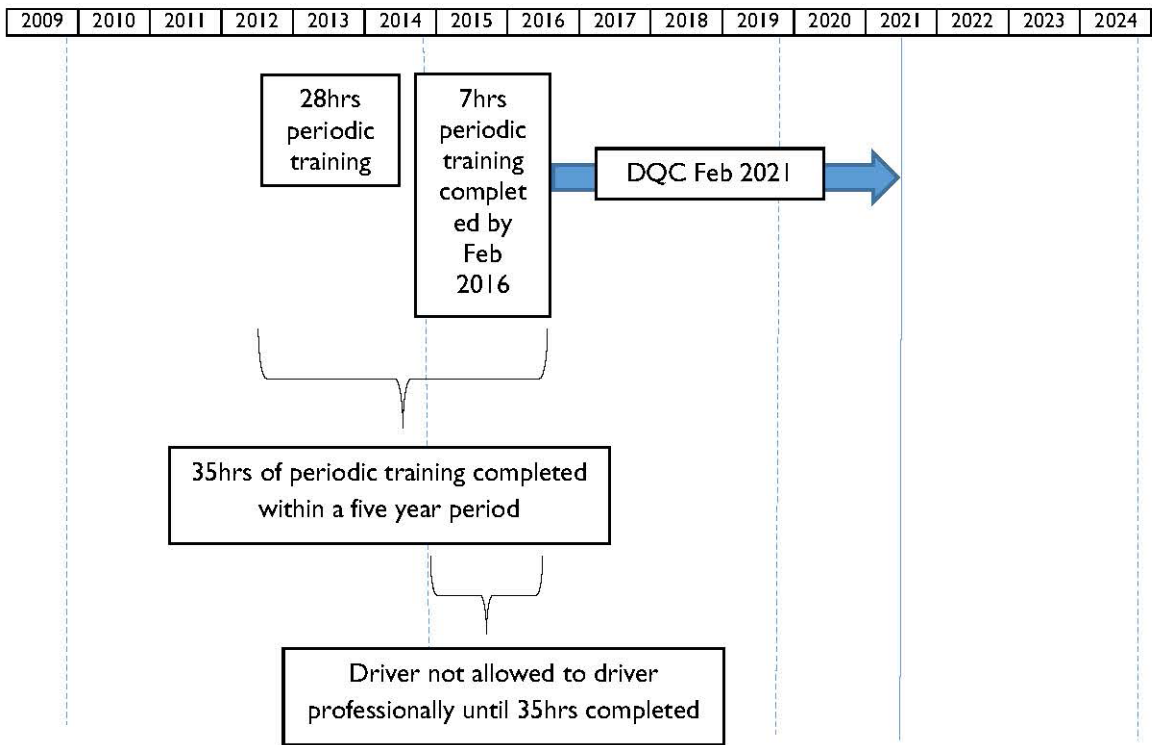 2009 2010 2011 2012 2013 2014 2015 2016 2017 2018 2019 2020 2021 2022 2023 2024
28hrs
periodic
training
7hrs
periodic
training
complet
ed by
Feb
2016
DQC Feb 2021
35hrs of periodic training completed
within a five year period
Driver not allowed to driver
professionally until 35hrs completed